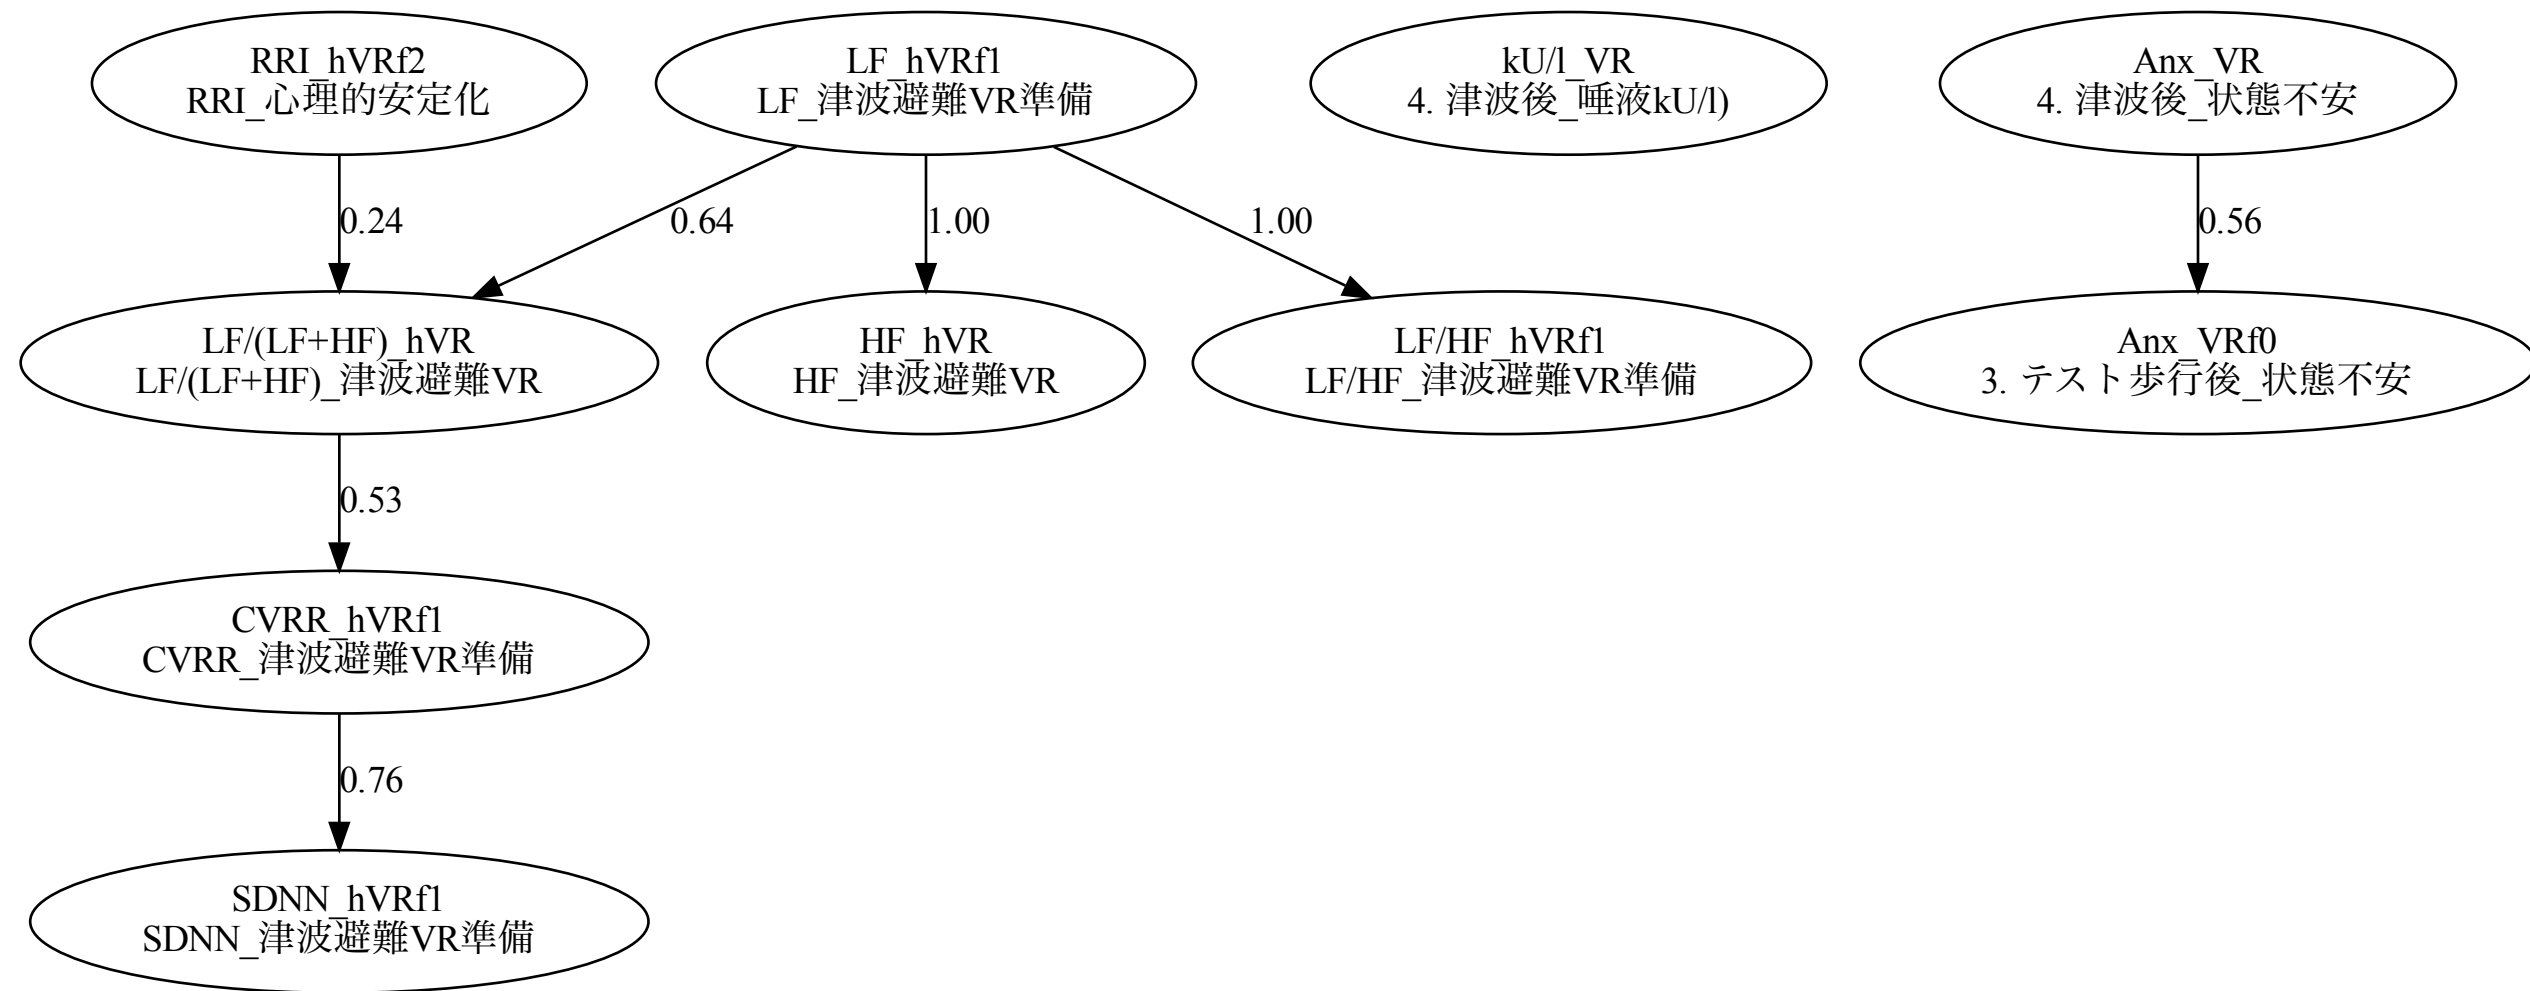 RRI_hVRf2
RRI_心理的安定化
LF_hVRf1
LF_津波避難VR準備
kU/l_VR
4. 津波後_唾液kU/l)
Anx_VR
4. 津波後_状態不安
0.24
0.64
1.00
1.00
0.56
LF/(LF+HF)_hVR
LF/(LF+HF)_津波避難VR
HF_hVR
HF_津波避難VR
LF/HF_hVRf1
LF/HF_津波避難VR準備
Anx_VRf0
3. テスト歩行後_状態不安
0.53
CVRR_hVRf1
CVRR_津波避難VR準備
0.76
SDNN_hVRf1
SDNN_津波避難VR準備